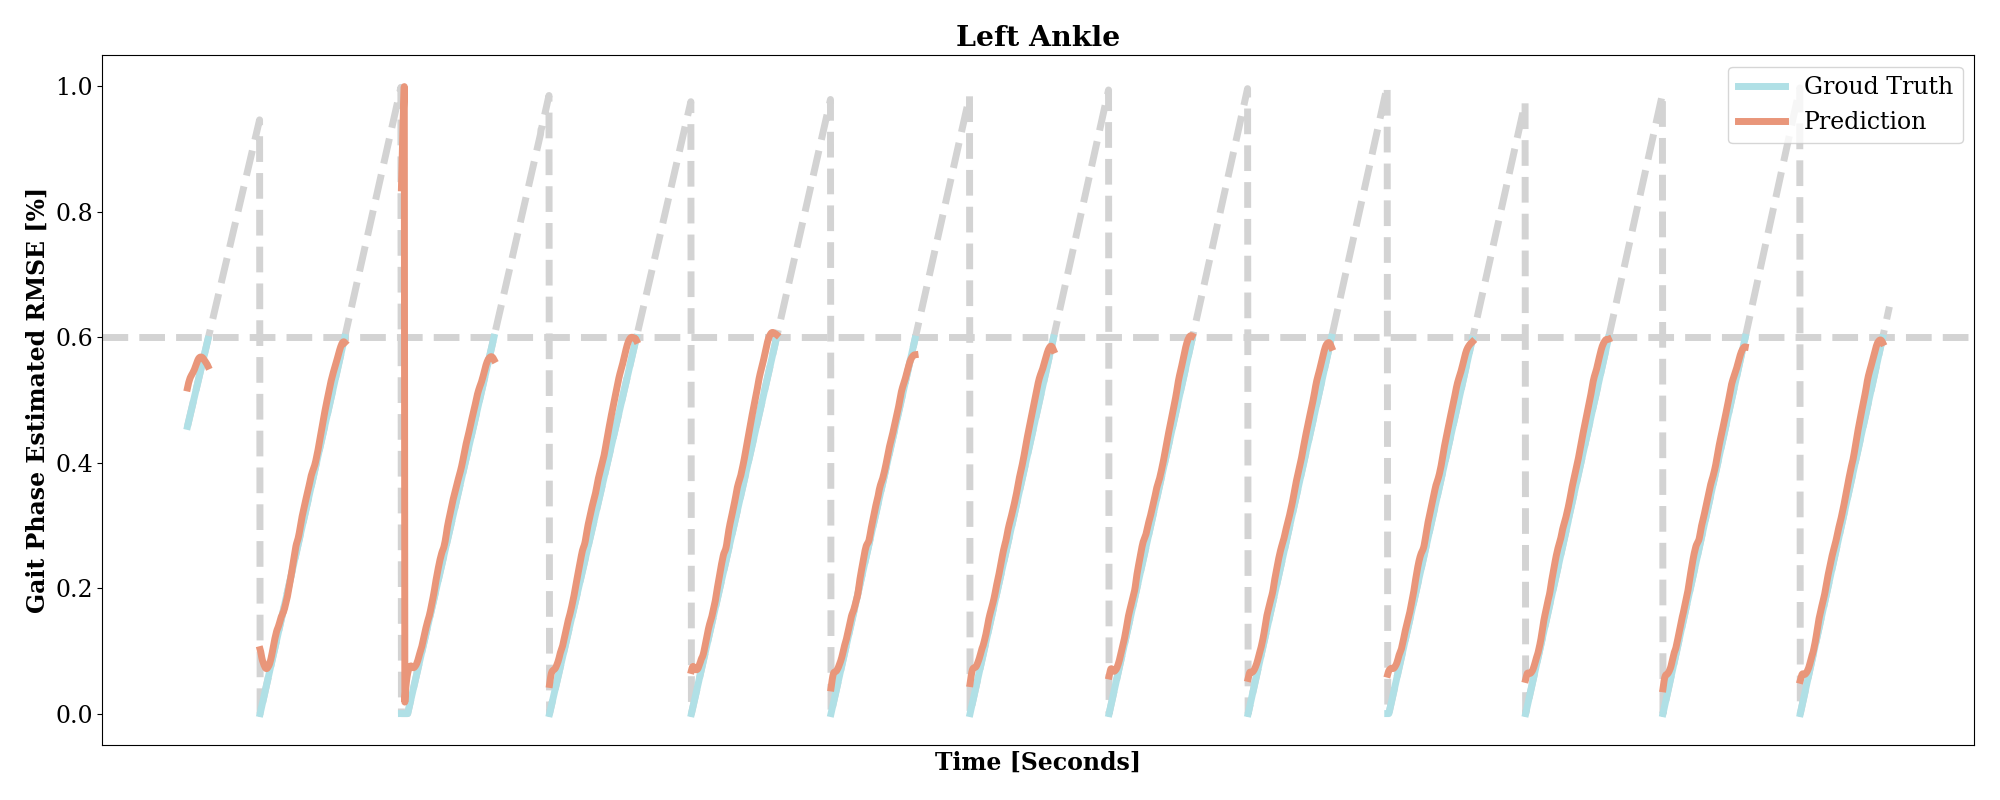 Left Ankle
Groud Truth
Prediction
Gait Phase Estimated RMSE [%]
1.0
0.8
0.6
0.4
0.2
0.0
Time [Seconds]